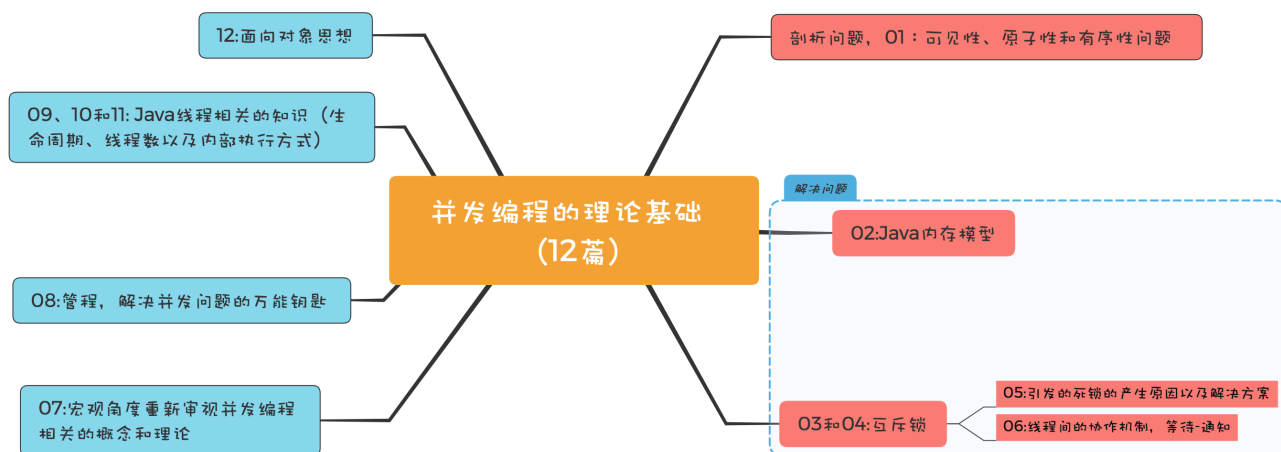 并发编程的理论基础
(12篇)
剖析问题，01：可见性、原子性和有序性问题
解决问题
02:Java内存模型
03和04:互斥锁
05:引发的死锁的产生原因以及解决方案
06:线程间的协作机制，等待-通知
07:宏观角度重新审视并发编程
相关的概念和理论
08:管程，解决并发问题的万能钥匙
09、10和11: Java线程相关的知识（生
命周期、线程数以及内部执行方式）
12:面向对象思想